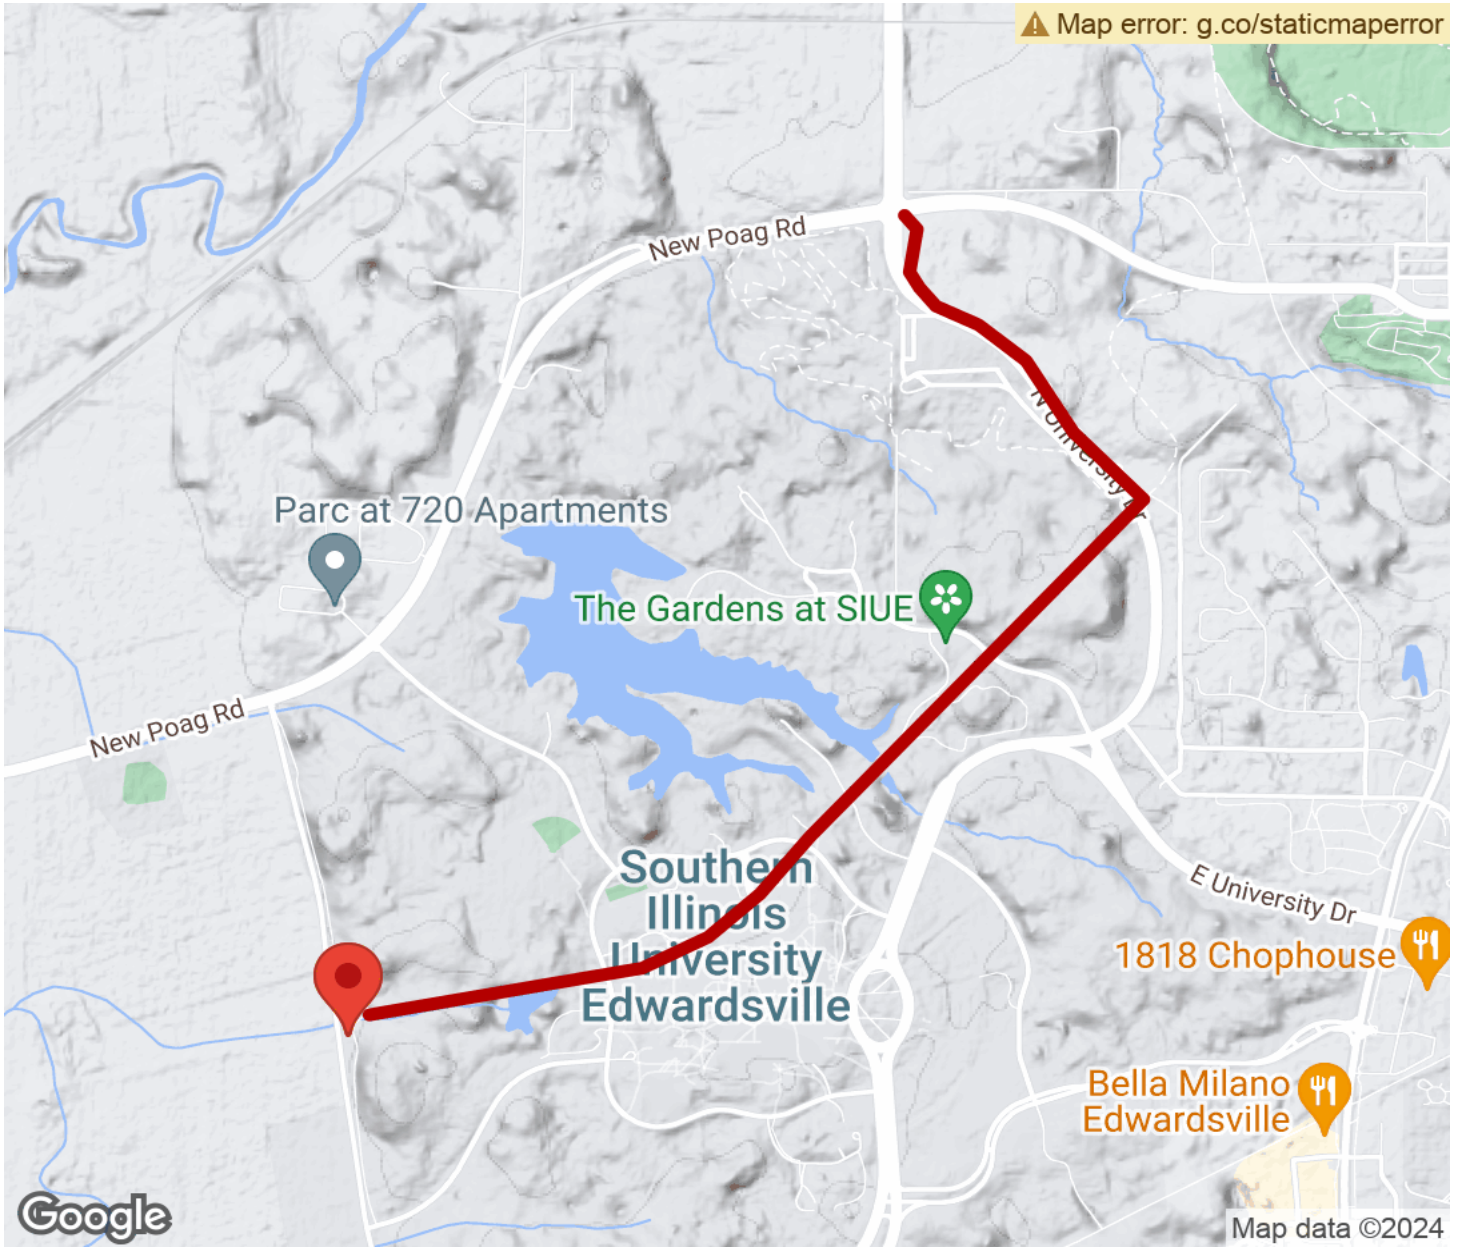 Map error: g.co/staticmaperror
New Poag Rd
N University Dr
Parc at 720 Apartments
The Gardens at SIUE
New Poag Rd
Southern
Illinois
University
Edwardsville
E University Dr
1818 Chophouse
Bella Milano
Edwardsville
Google
Map data ©2024